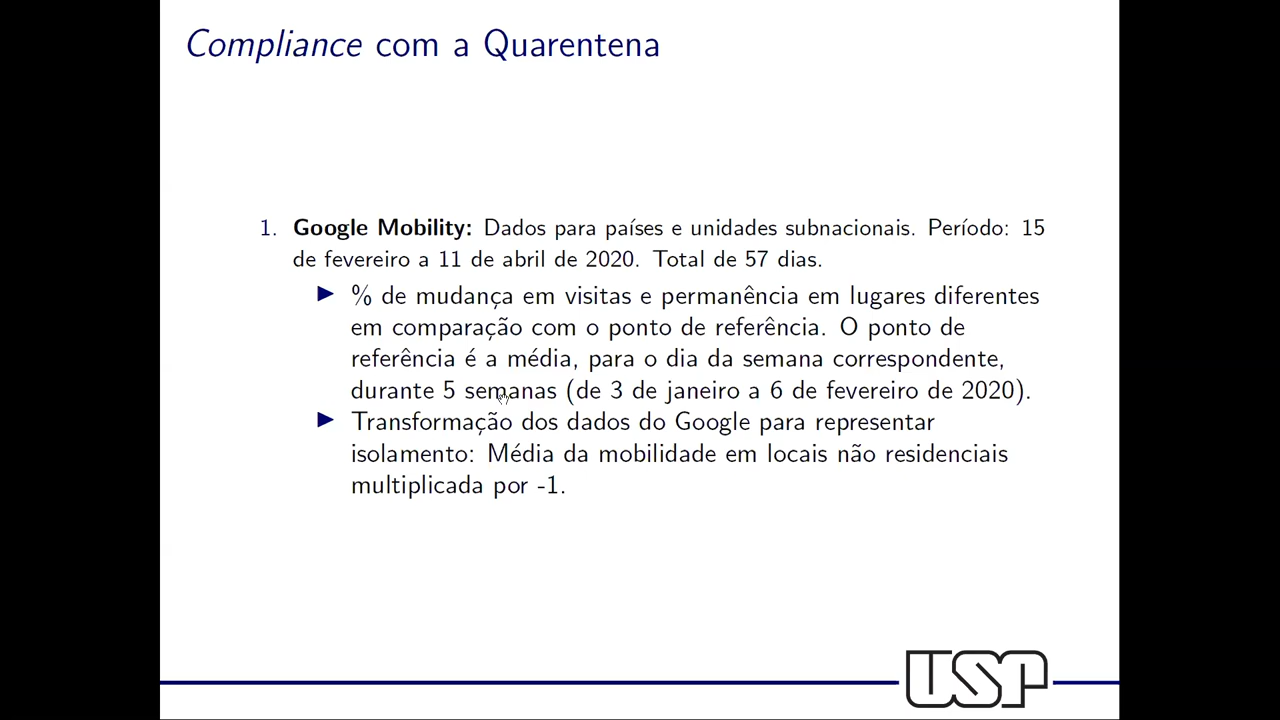 Compliance com a Quarentena
1. Google Mobility: Dados para países e unidades subnacionais. Período: 15
de fevereiro a 11 de abril de 2020. Total de 57 dias.
▶ % de mudança em visitas e permanência em lugares diferentes
em comparação com o ponto de referência. O ponto de
referência é a média, para o dia da semana correspondente,
durante 5 semanas (de 3 de janeiro a 6 de fevereiro de 2020).
▶ Transformação dos dados do Google para representar
isolamento: Média da mobilidade em locais não residenciais
multiplicada por -1.
USP